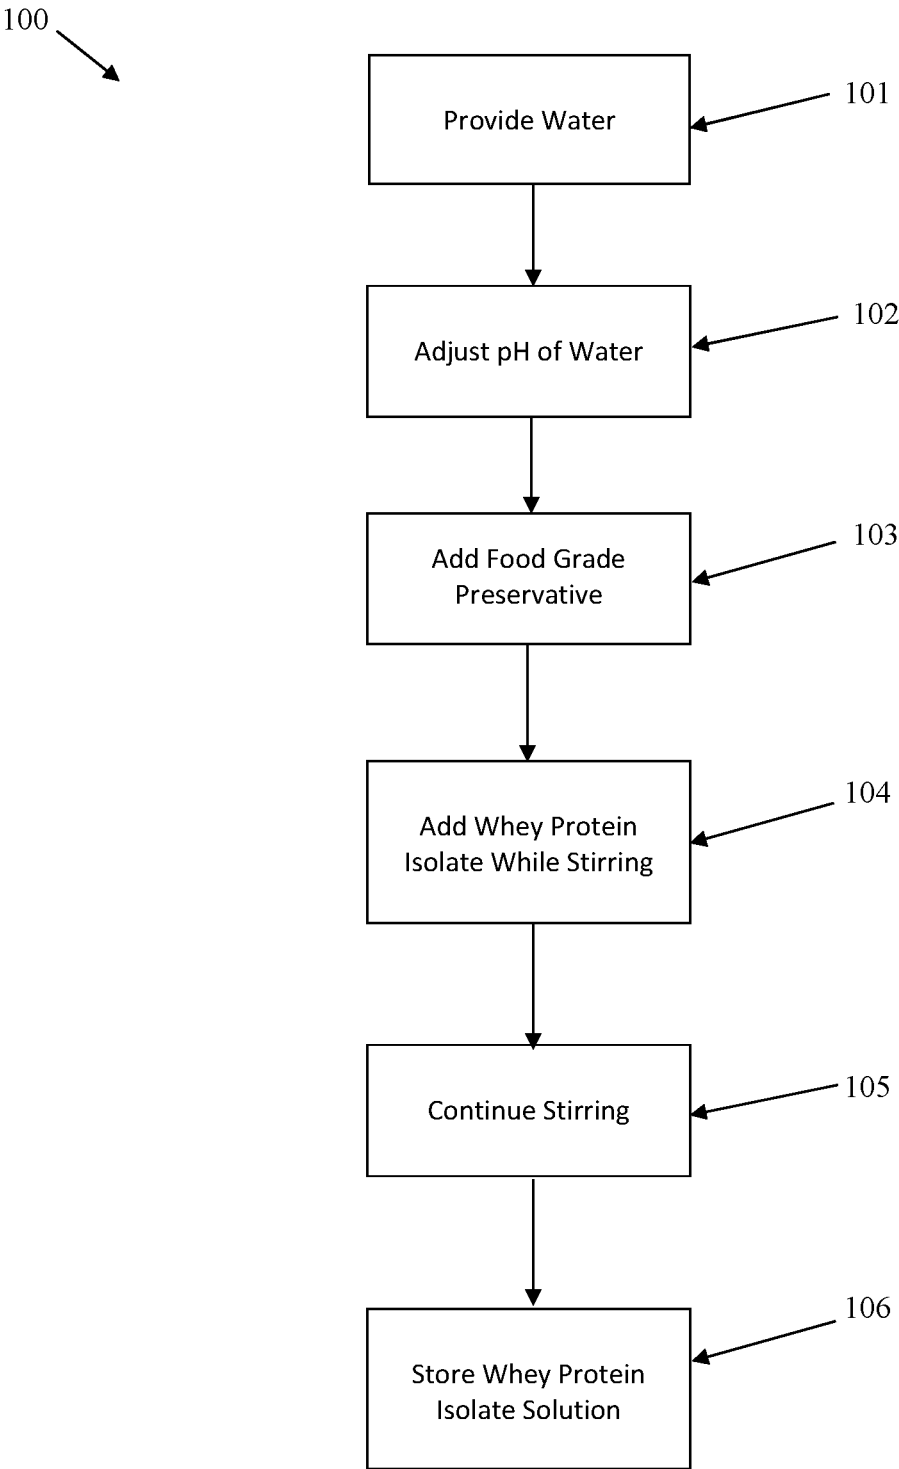 100
Provide Water
101
Adjust pH of Water
102
Add Food Grade
Preservative
103
Add Whey Protein
Isolate While Stirring
104
Continue Stirring
105
Store Whey Protein
Isolate Solution
106